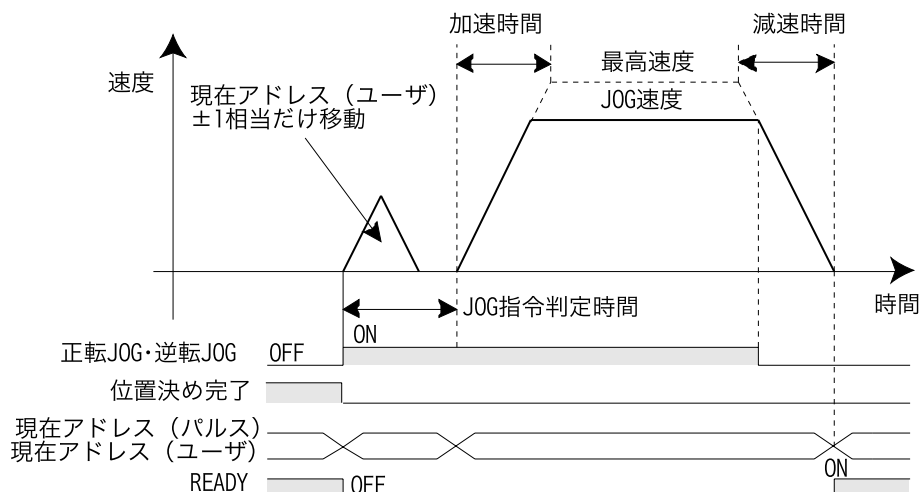 加速時間
減速時間
最高速度
速度
JOG速度
現在アドレス（ユーザ）
±1相当だけ移動
JOG指令判定時間
時間
ON
正転JOG・逆転JOG OFF
位置決め完了
現在アドレス（パルス）
現在アドレス（ユーザ）
ON
READY OFF